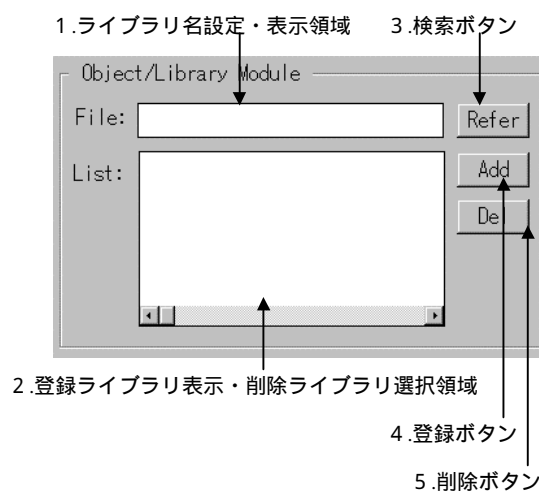 1.ライブラリ名設定・表示領域 3.検索ボタン
Object/Library Module
File: Refer
List: Add
Del
2.登録ライブラリ表示・削除ライブラリ選択領域
4.登録ボタン
5.削除ボタン